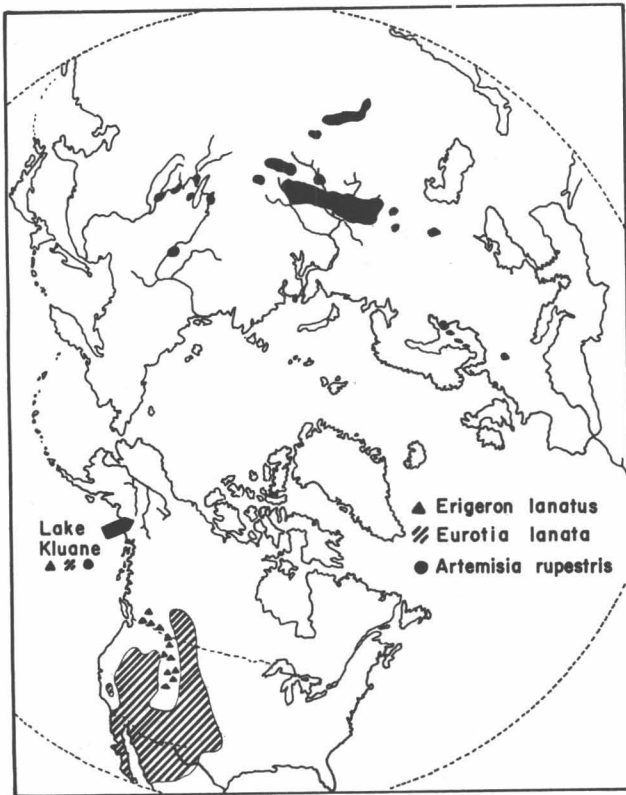 Lake
Kluane
Erigeron lanatus
Eurotia lanata
Artemisia rupestris